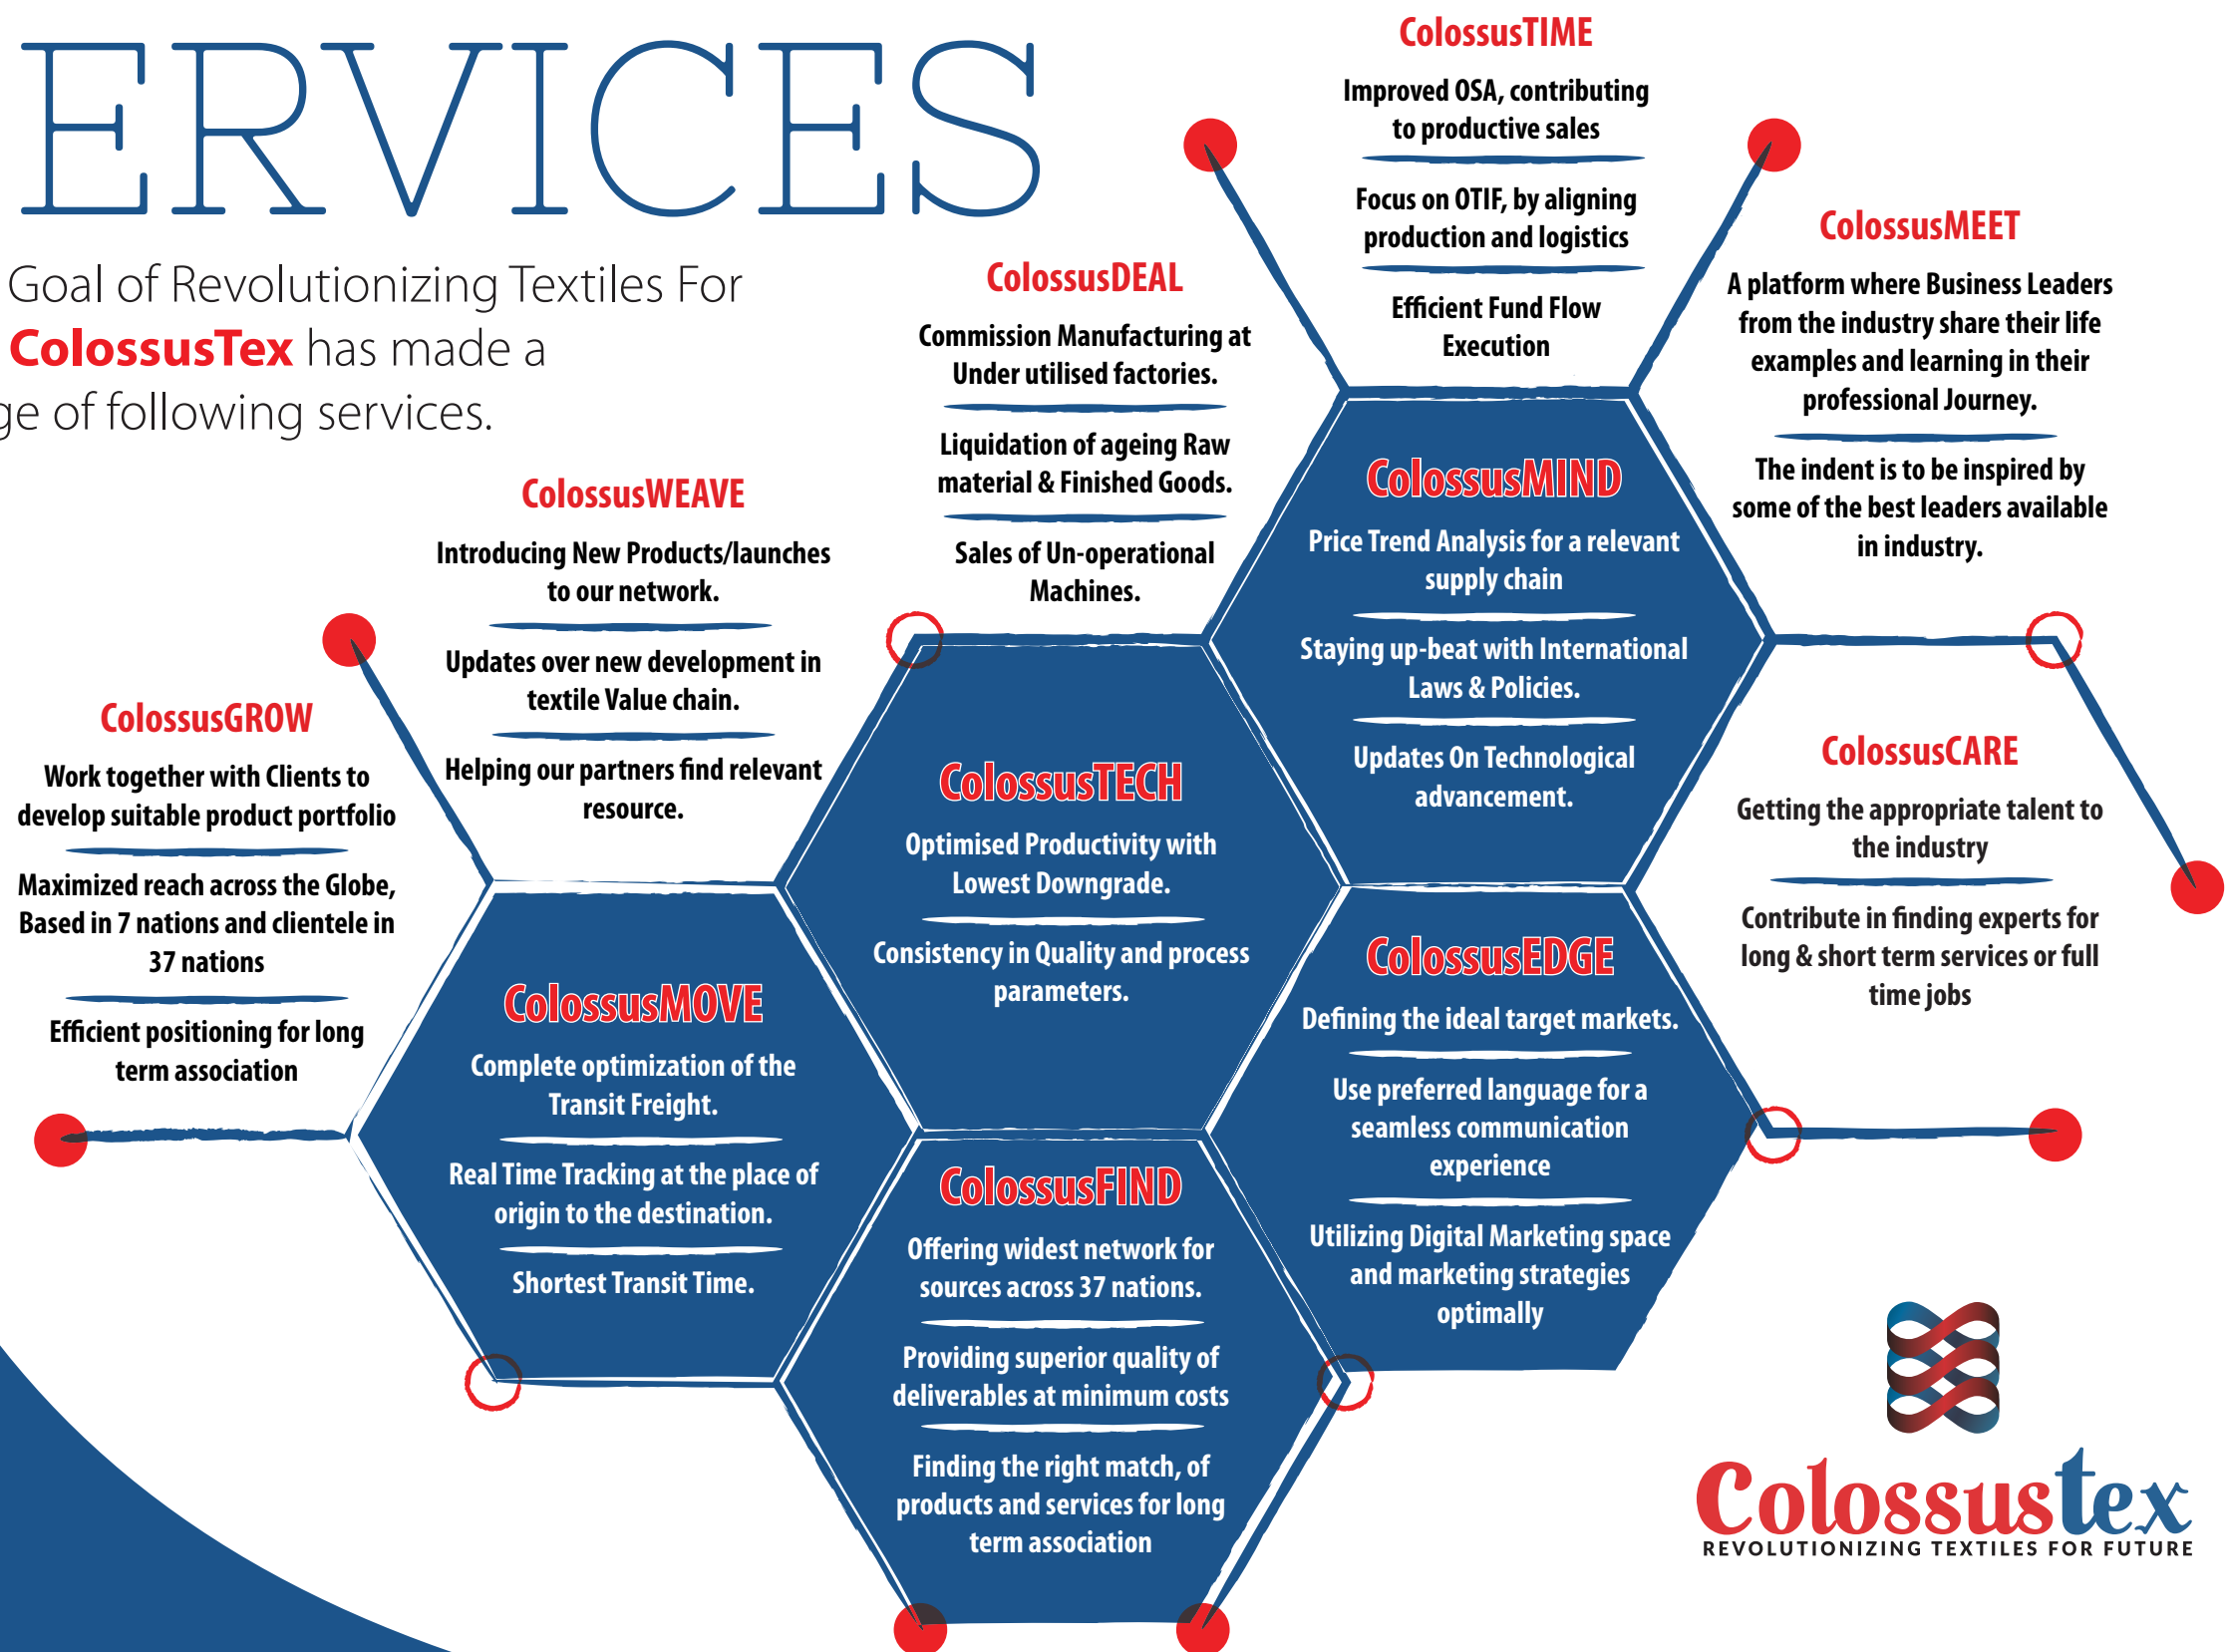 ERVICES
Goal of Revolutionizing Textiles For
ColossusTex has made a
ge of following services.
ColossusGROW
Work together with Clients to
develop suitable product portfolio
Maximized reach across the Globe,
Based in 7 nations and clientele in
37 nations
Efficient positioning for long
term association
ColossusWEAVE
Introducing New Products/launches
to our network.
Updates over new development in
textile Value chain.
Helping our partners find relevant
resource.
ColossusDEAL
Commission Manufacturing at
Under utilised factories.
Liquidation of ageing Raw
material & Finished Goods.
Sales of Un-operational
Machines.
ColossusTIME
Improved OSA, contributing
to productive sales
Focus on OTIF, by aligning
production and logistics
Efficient Fund Flow
Execution
ColossusMEET
A platform where Business Leaders
from the industry share their life
examples and learning in their
professional Journey.
The indent is to be inspired by
some of the best leaders available
in industry.
ColossusCARE
Getting the appropriate talent to
the industry
Contribute in finding experts for
long & short term services or full
time jobs
ColossusMOVE
Complete optimization of the
Transit Freight.
Real Time Tracking at the place of
origin to the destination.
Shortest Transit Time.
ColossusTECH
Optimised Productivity with
Lowest Downgrade.
Consistency in Quality and process
parameters.
ColossusMIND
Price Trend Analysis for a relevant
supply chain
Staying up-beat with International
Laws & Policies.
Updates On Technological
advancement.
ColossusFIND
Offering widest network for
sources across 37 nations.
Providing superior quality of
deliverables at minimum costs
Finding the right match, of
products and services for long
term association
ColossusEDGE
Defining the ideal target markets.
Use preferred language for a
seamless communication
experience
Utilizing Digital Marketing space
and marketing strategies
optimally
Colossustex
REVOLUTIONIZING TEXTILES FOR FUTURE